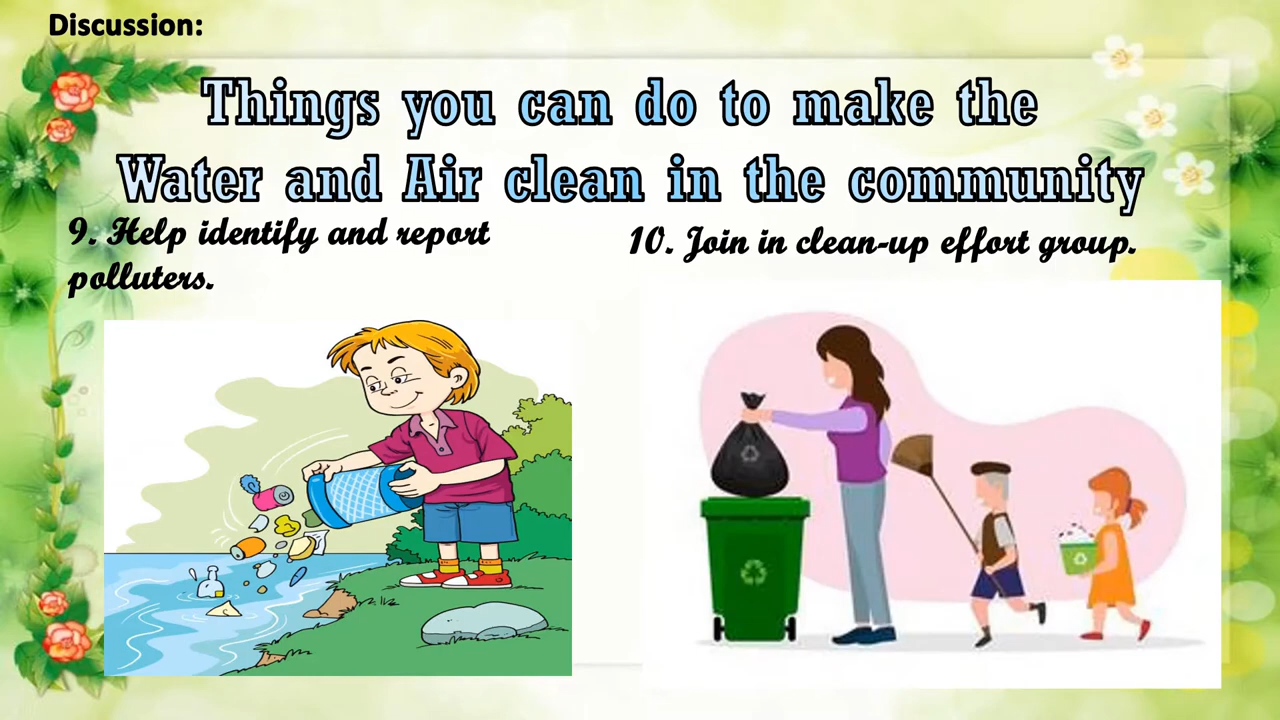 Discussion:
Things you can do to make the
Water and Air clean in the community
9. Help identify and report
polluters.
10. Join in clean-up effort group.